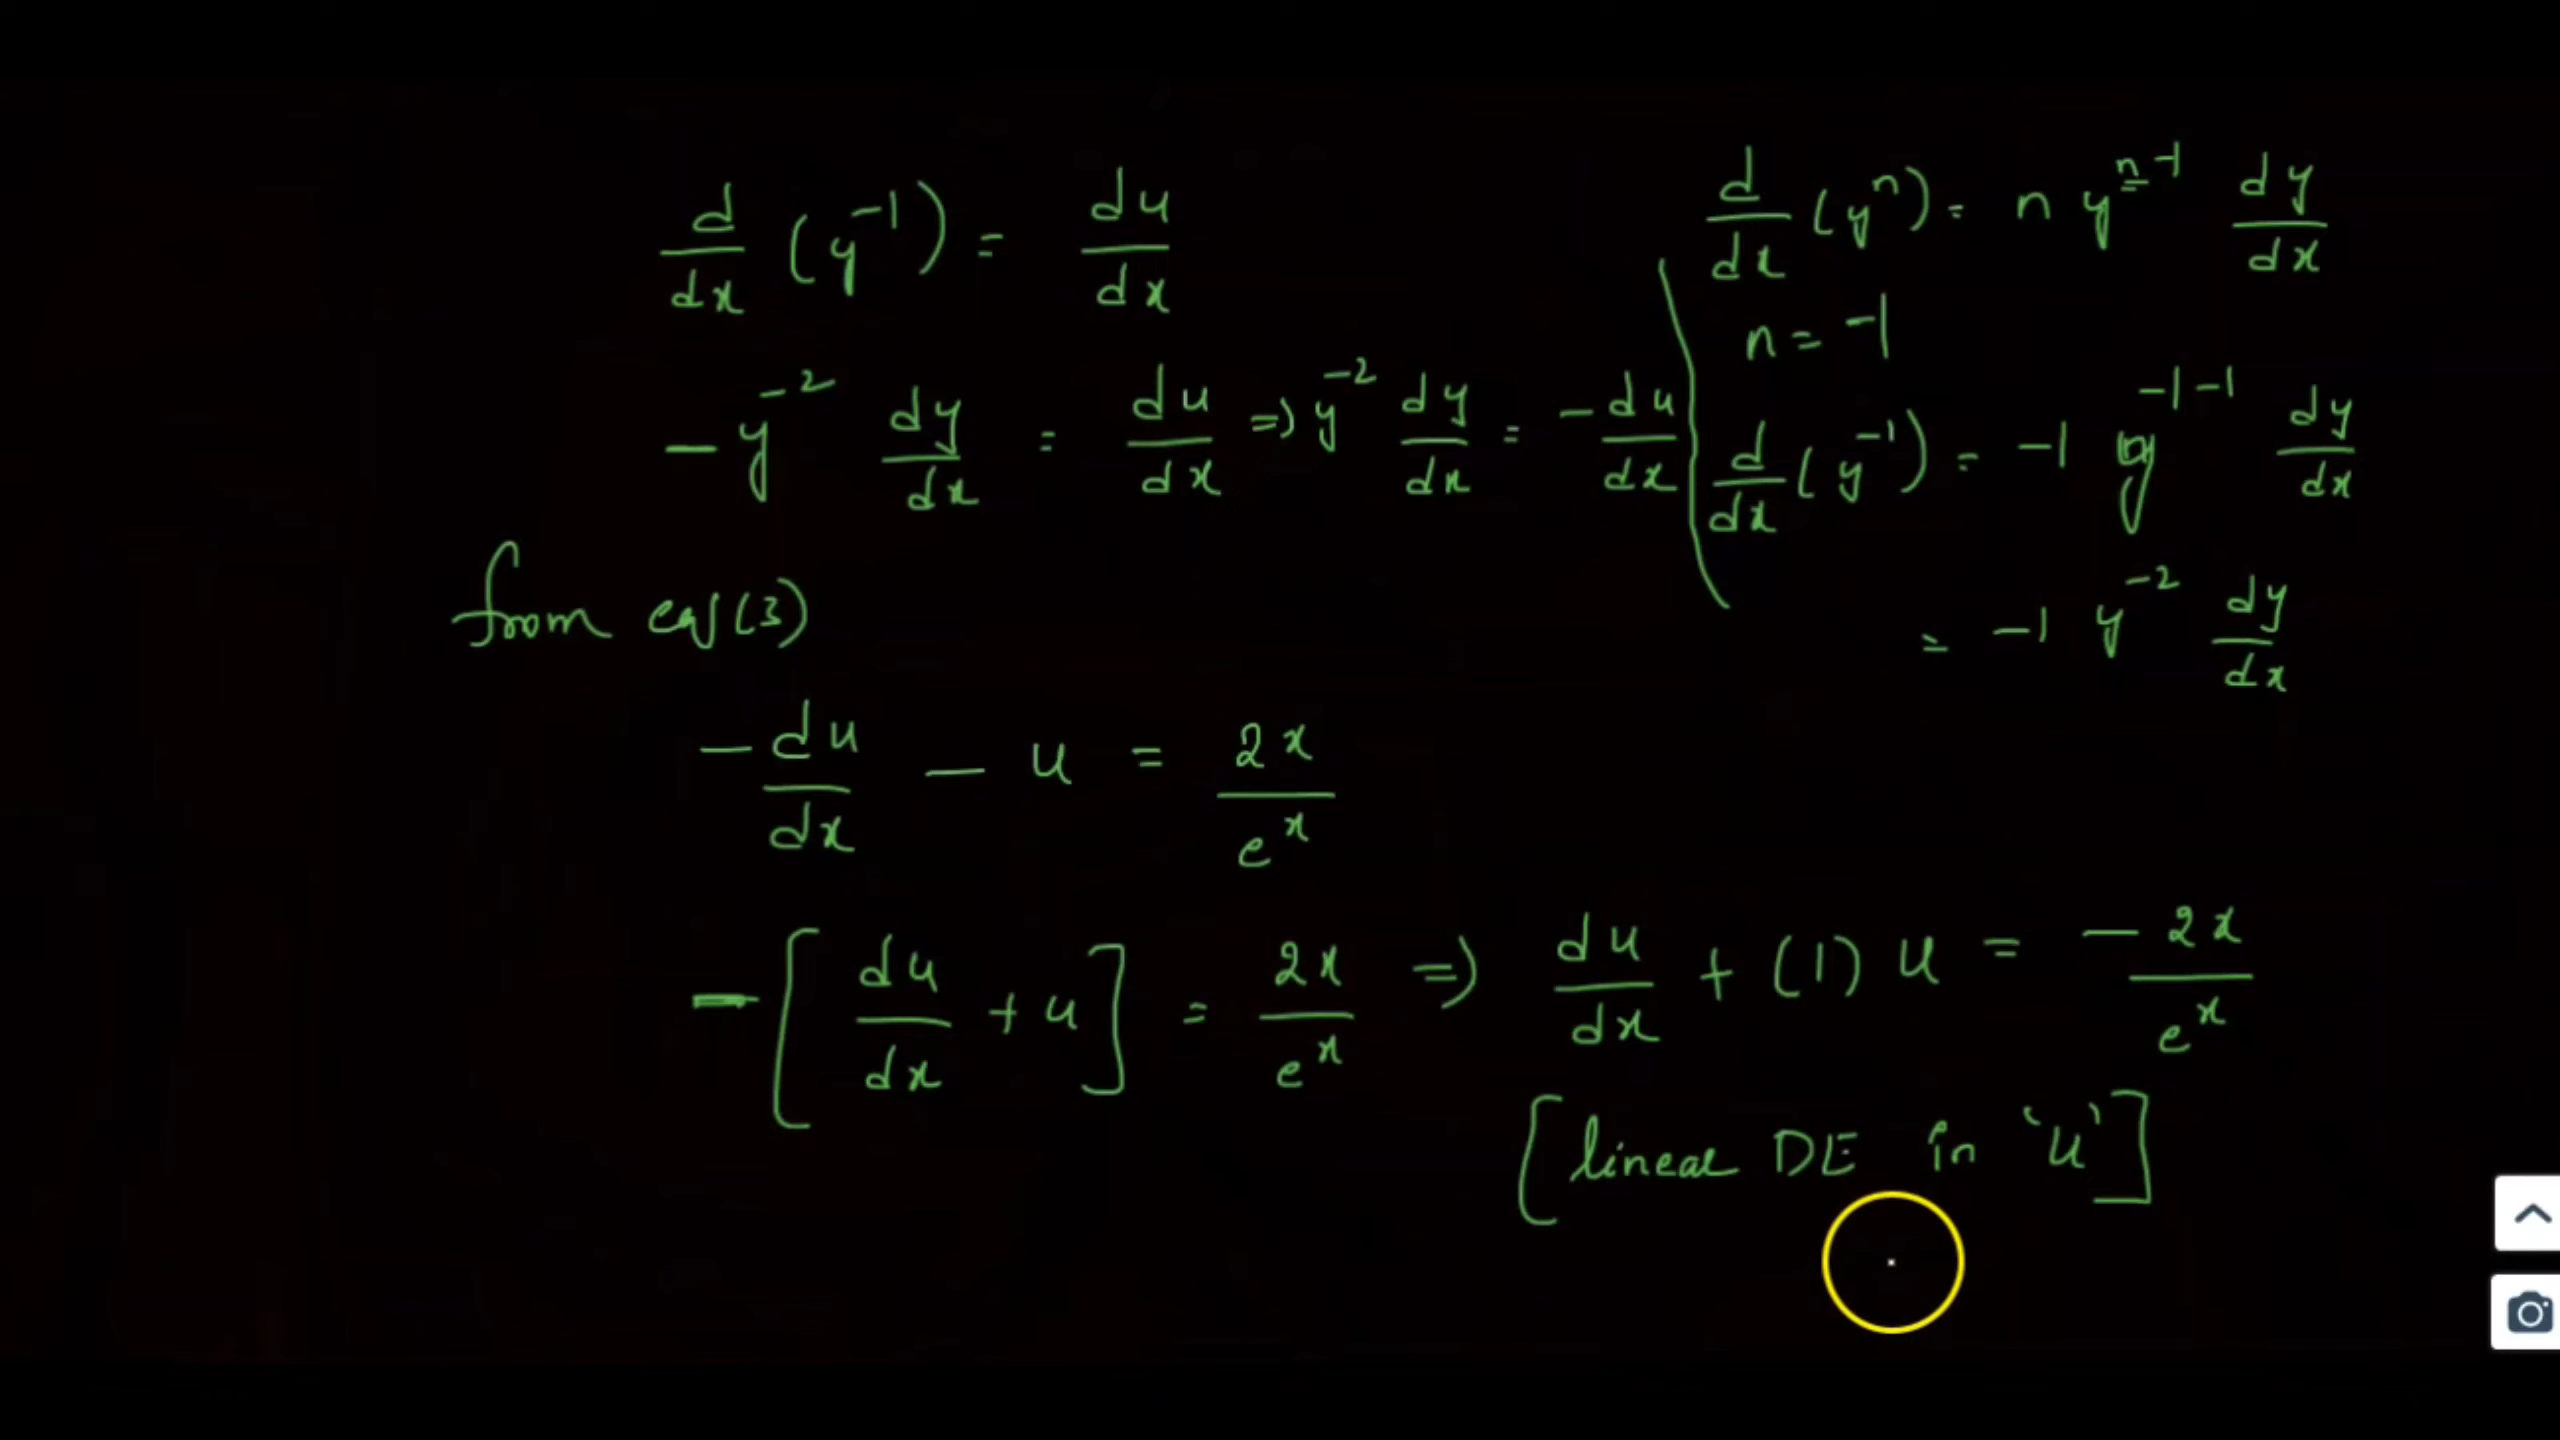 d/dx (y^-1) = du/dx
-y^-2 dy/dx = du/dx => y^-2 dy/dx = -du/dx
from eq(3)
-du/dx - u = 2x/e^x
-[du/dx + u] = 2x/e^x => du/dx + (1) u = -2x/e^x
[linear DE in 'u']
d/dx (y^n) = n y^n-1 dy/dx
n = -1
d/dx (y^-1) = -1 y^-1-1 dy/dx
= -1 y^-2 dy/dx